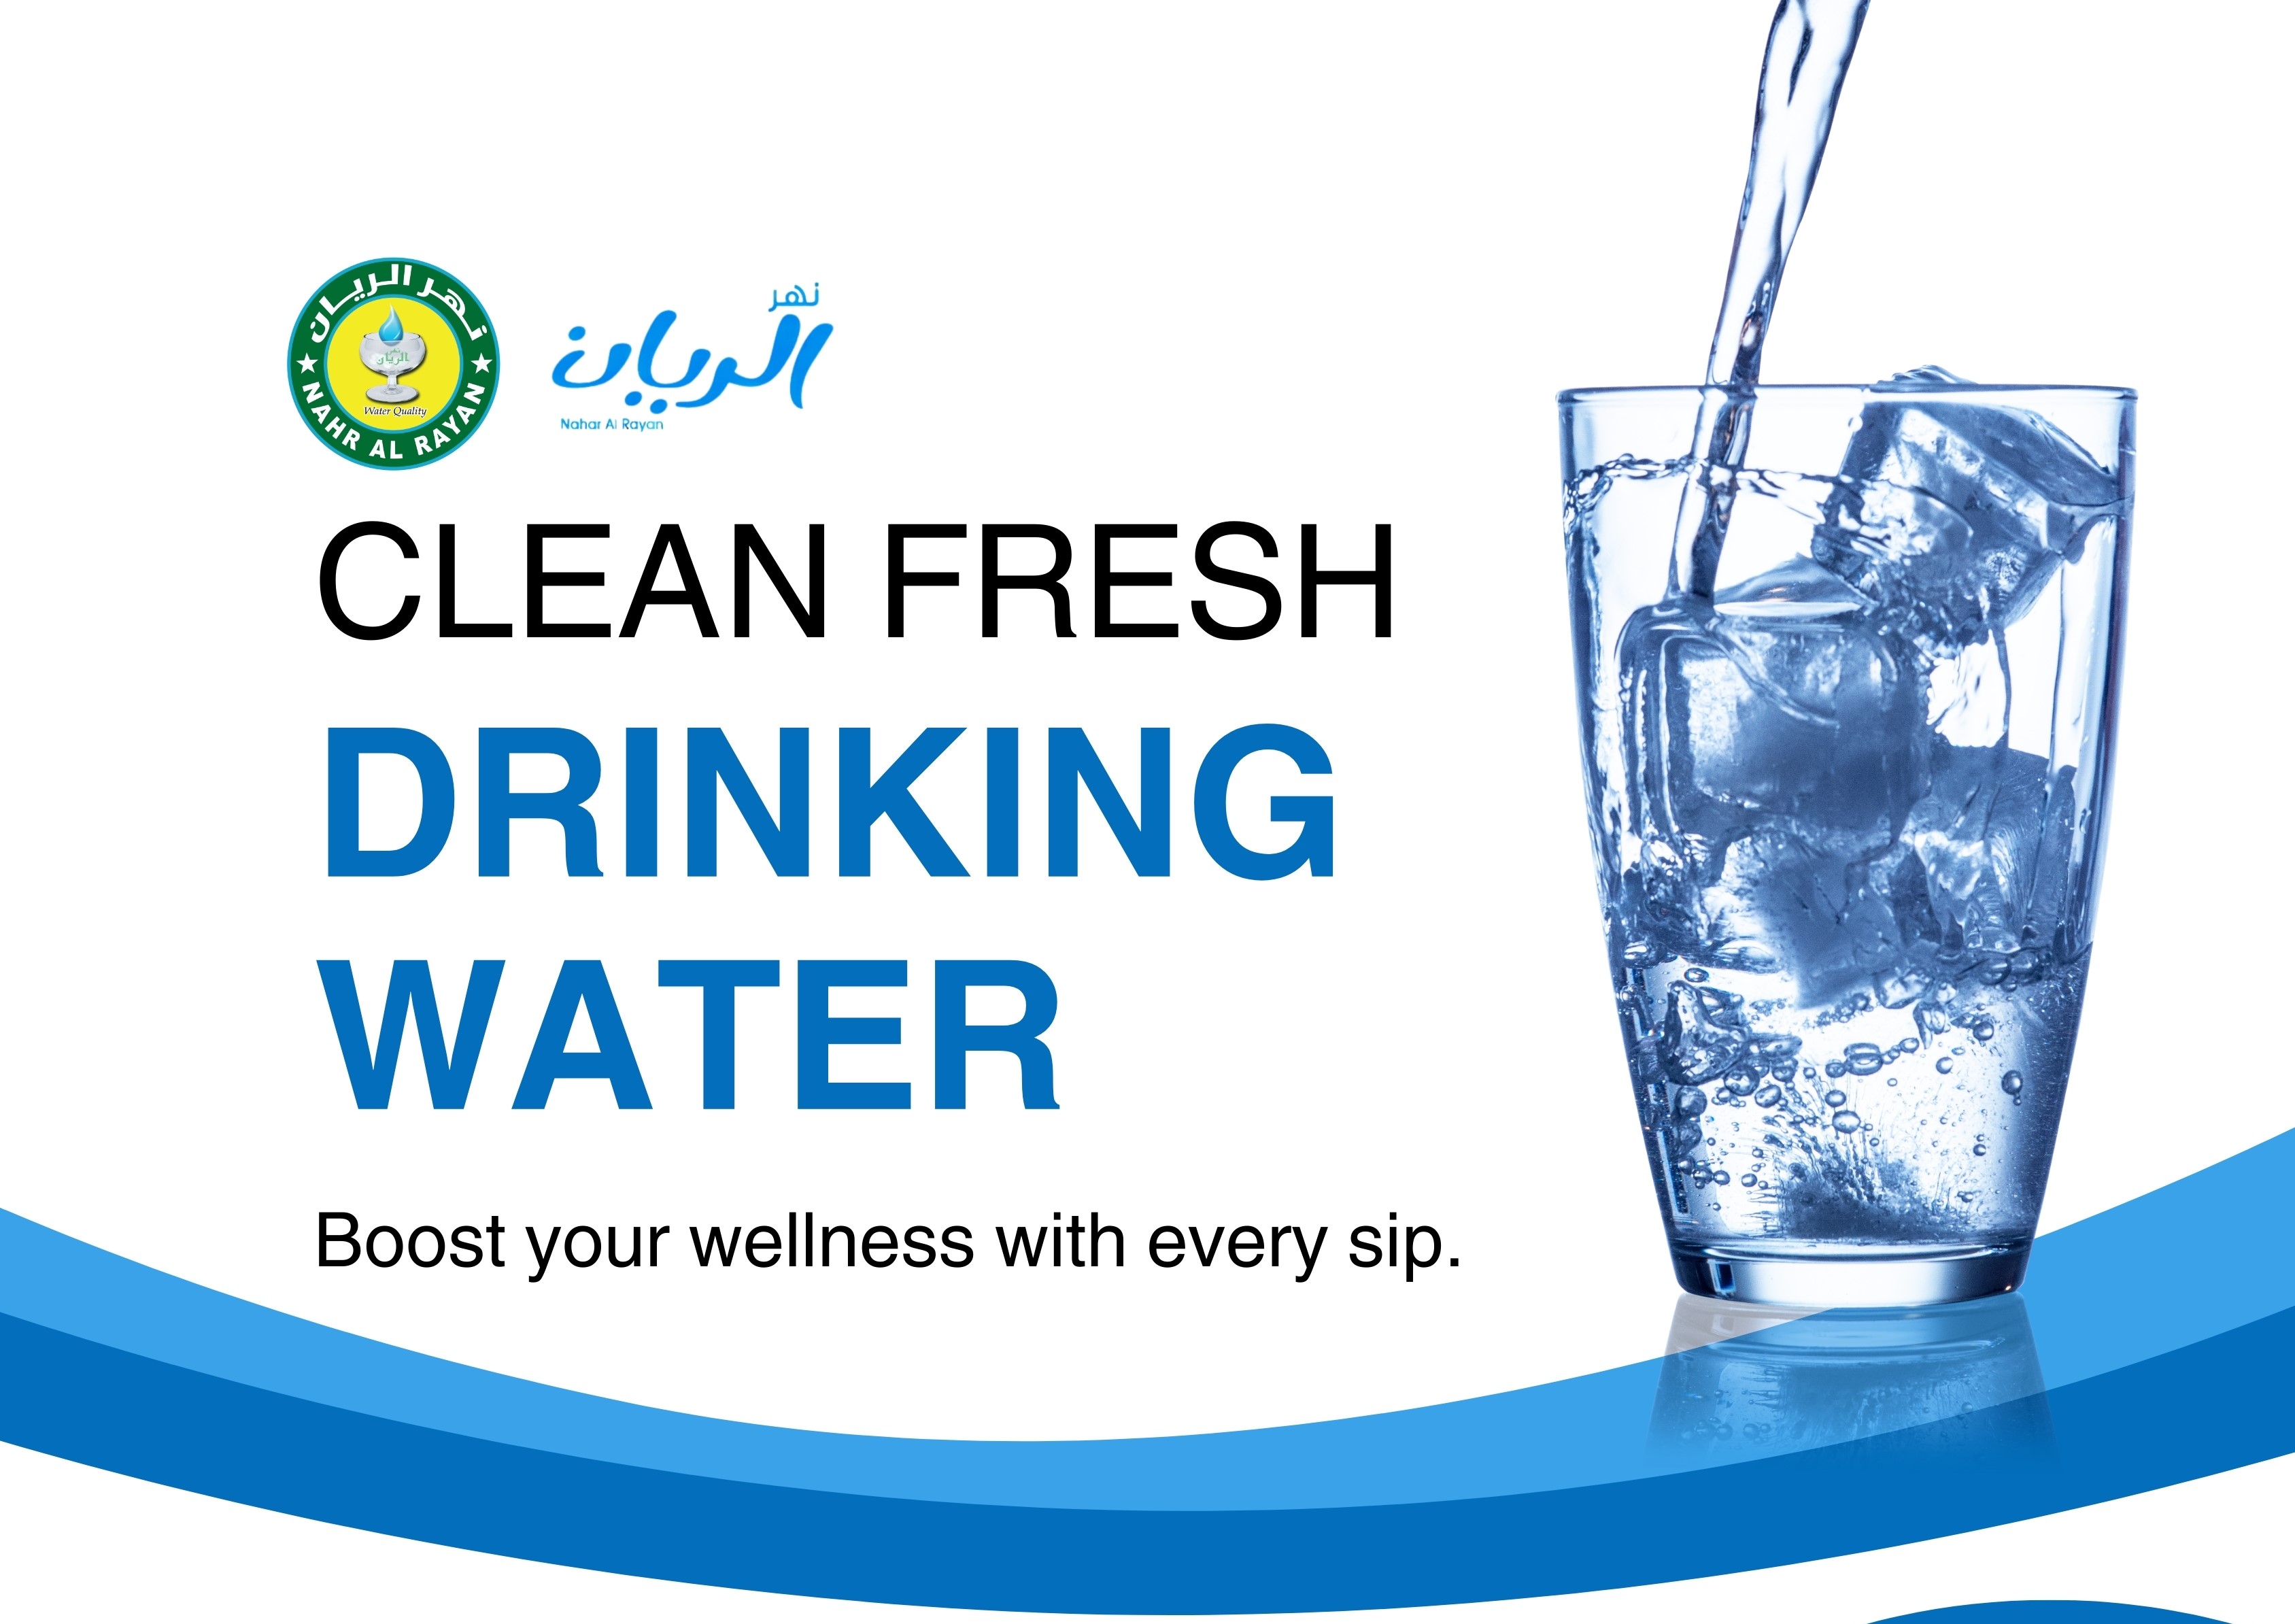 نهر الريان
الريان
Water Quality
NAHR AL RAYAN
نهر
الريان
Nahar Al Rayan
CLEAN FRESH
DRINKING
WATER
Boost your wellness with every sip.